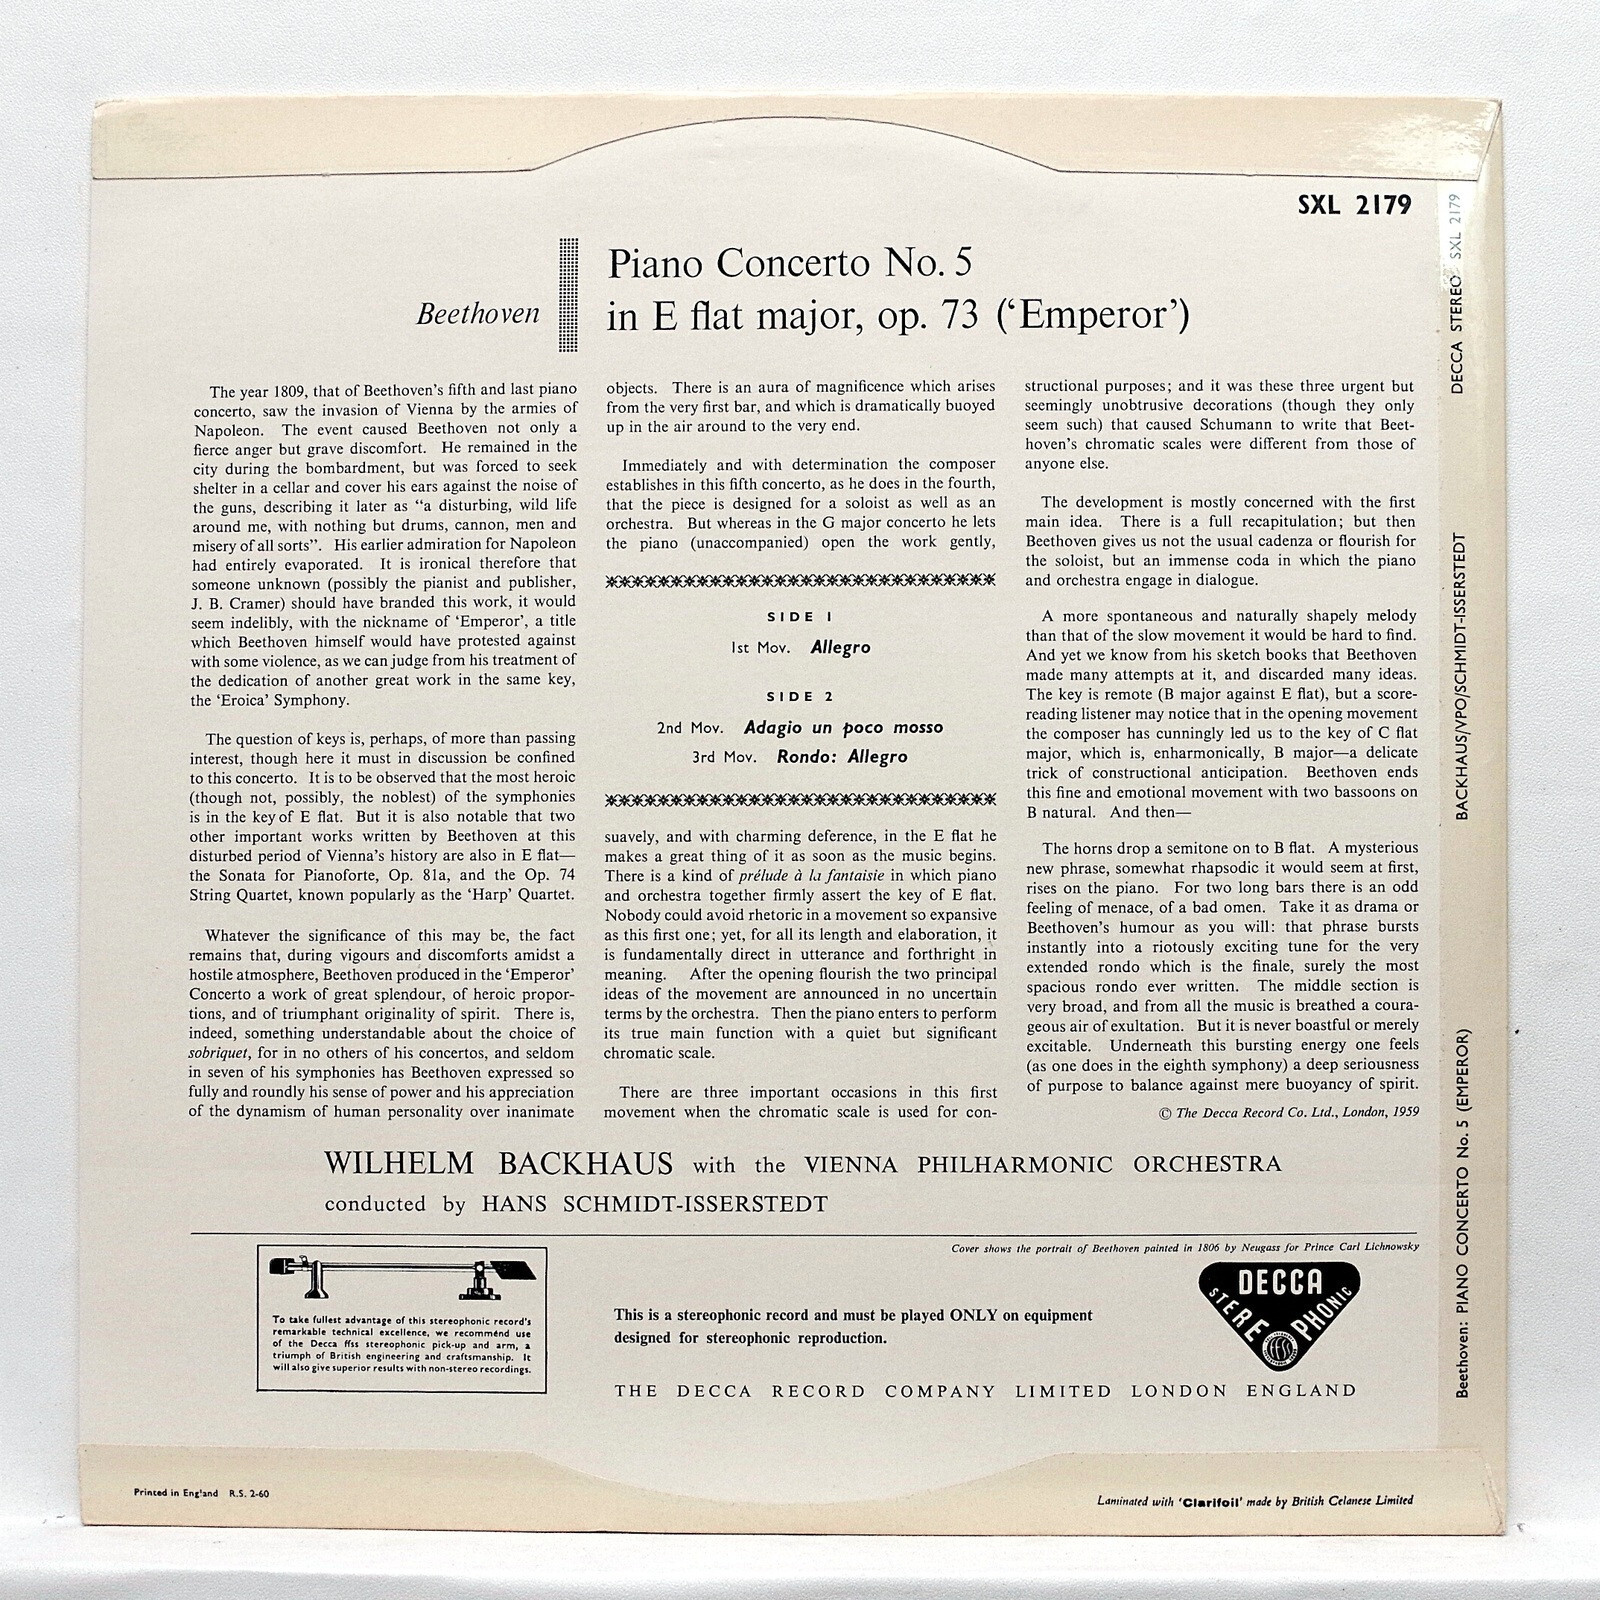 SXL 2179
Beethoven
Piano Concerto No. 5
in E flat major, op. 73 (‘Emperor’)
The year 1809, that of Beethoven’s fifth and last piano
concerto, saw the invasion of Vienna by the armies of
Napoleon. The event caused Beethoven not only a
fierce anger but grave discomfort. He remained in the
city during the bombardment, but was forced to seek
shelter in a cellar and cover his ears against the noise of
the guns, describing it later as “a disturbing, wild life
around me, with nothing but drums, cannon, men and
misery of all sorts”. His earlier admiration for Napoleon
had entirely evaporated. It is ironical therefore that
someone unknown (possibly the pianist and publisher,
J. B. Cramer) should have branded this work, it would
seem indelibly, with the nickname of ‘Emperor’, a title
which Beethoven himself would have protested against
with some violence, as we can judge from his treatment of
the dedication of another great work in the same key,
the ‘Eroica’ Symphony.
The question of keys is, perhaps, of more than passing
interest, though here it must in discussion be confined
to this concerto. It is to be observed that the most heroic
(though not, possibly, the noblest) of the symphonies
is in the key of E flat. But it is also notable that two
other important works written by Beethoven at this
disturbed period of Vienna’s history are also in E flat—
the Sonata for Pianoforte, Op. 81a, and the Op. 74
String Quartet, known popularly as the ‘Harp’ Quartet.
Whatever the significance of this may be, the fact
remains that, during vigours and discomforts amidst a
hostile atmosphere, Beethoven produced in the ‘Emperor’
Concerto a work of great splendour, of heroic propor-
tions, and of triumphant originality of spirit. There is,
indeed, something understandable about the choice of
sobriquet, for in no others of his concertos, and seldom
in seven of his symphonies has Beethoven expressed so
fully and roundly his sense of power and his appreciation
of the dynamism of human personality over inanimate
objects. There is an aura of magnificence which arises
from the very first bar, and which is dramatically buoyed
up in the air around to the very end.
Immediately and with determination the composer
establishes in this fifth concerto, as he does in the fourth,
that the piece is designed for a soloist as well as an
orchestra. But whereas in the G major concerto he lets
the piano (unaccompanied) open the work gently,
SIDE 1
1st Mov. Allegro
SIDE 2
2nd Mov. Adagio un poco mosso
3rd Mov. Rondo: Allegro
suavely, and with charming deference, in the E flat he
makes a great thing of it as soon as the music begins.
There is a kind of prélude à la fantaisie in which piano
and orchestra together firmly assert the key of E flat.
Nobody could avoid rhetoric in a movement so expansive
as this first one; yet, for all its length and elaboration, it
is fundamentally direct in utterance and forthright in
meaning. After the opening flourish the two principal
ideas of the movement are announced in no uncertain
terms by the orchestra. Then the piano enters to perform
its true main function with a quiet but significant
chromatic scale.
There are three important occasions in this first
movement when the chromatic scale is used for con-
structional purposes; and it was these three urgent but
seemingly unobtrusive decorations (though they only
seem such) that caused Schumann to write that Beet-
hoven’s chromatic scales were different from those of
anyone else.
The development is mostly concerned with the first
main idea. There is a full recapitulation; but then
Beethoven gives us not the usual cadenza or flourish for
the soloist, but an immense coda in which the piano
and orchestra engage in dialogue.
A more spontaneous and naturally shapely melody
than that of the slow movement it would be hard to find.
And yet we know from his sketch books that Beethoven
made many attempts at it, and discarded many ideas.
The key is remote (B major against E flat), but a score-
reading listener may notice that in the opening movement
the composer has cunningly led us to the key of C flat
major, which is, enharmonically, B major—a delicate
trick of constructional anticipation. Beethoven ends
this fine and emotional movement with two bassoons on
B natural. And then—
The horns drop a semitone on to B flat. A mysterious
new phrase, somewhat rhapsodic it would seem at first,
rises on the piano. For two long bars there is an odd
feeling of menace, of a bad omen. Take it as drama or
Beethoven’s humour as you will: that phrase bursts
instantly into a riotously exciting tune for the very
extended rondo which is the finale, surely the most
spacious rondo ever written. The middle section is
very broad, and from all the music is breathed a coura-
geous air of exultation. But it is never boastful or merely
excitable. Underneath this bursting energy one feels
(as one does in the eighth symphony) a deep seriousness
of purpose to balance against mere buoyancy of spirit.
© The Decca Record Co. Ltd., London, 1959
WILHELM BACKHAUS with the VIENNA PHILHARMONIC ORCHESTRA
conducted by HANS SCHMIDT-ISSERSTEDT
Cover shows the portrait of Beethoven painted in 1806 by Neugass for Prince Carl Lichnowsky
To take fullest advantage of this stereophonic record’s
remarkable technical excellence, we recommend use
of the Decca ffss stereophonic pick-up and arm, a
triumph of British engineering and craftsmanship. It
will also give superior results with non-stereo recordings.
This is a stereophonic record and must be played ONLY on equipment
designed for stereophonic reproduction.
DECCA
STEREOPHONIC
ffss
THE DECCA RECORD COMPANY LIMITED LONDON ENGLAND
Printed in England R.S. 2-60
Laminated with ‘Clarifoil’ made by British Celanese Limited
Beethoven: PIANO CONCERTO No. 5 (EMPEROR)
BACKHAUS/VPO/SCHMIDT-ISSERSTEDT
DECCA STEREO SXL 2179